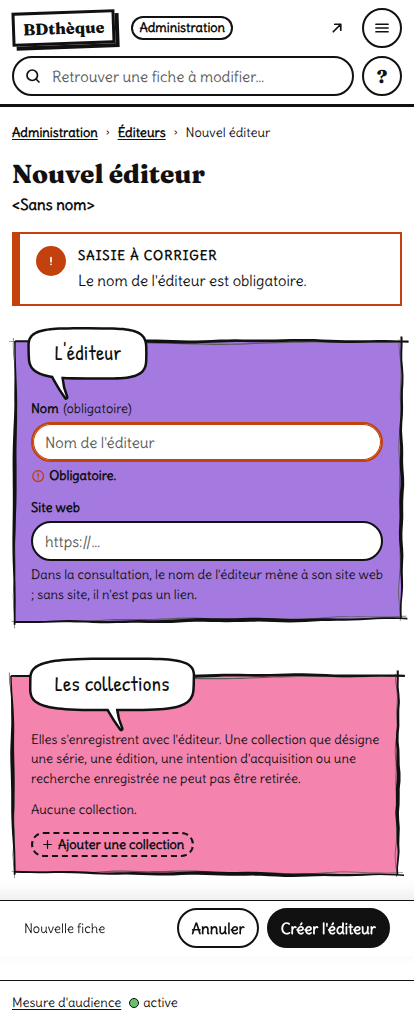 BDthèque
Administration
Retrouver une fiche à modifier...
?
Administration › Éditeurs › Nouvel éditeur
Nouvel éditeur
<Sans nom>
!
SAISIE À CORRIGER
Le nom de l'éditeur est obligatoire.
L'éditeur
Nom (obligatoire)
Nom de l'éditeur
Obligatoire.
Site web
https://...
Dans la consultation, le nom de l'éditeur mène à son site web
; sans site, il n'est pas un lien.
Les collections
Elles s'enregistrent avec l'éditeur. Une collection que désigne
une série, une édition, une intention d'acquisition ou une
recherche enregistrée ne peut pas être retirée.
Aucune collection.
+ Ajouter une collection
Nouvelle fiche
Annuler
Créer l'éditeur
Mesure d'audience
active